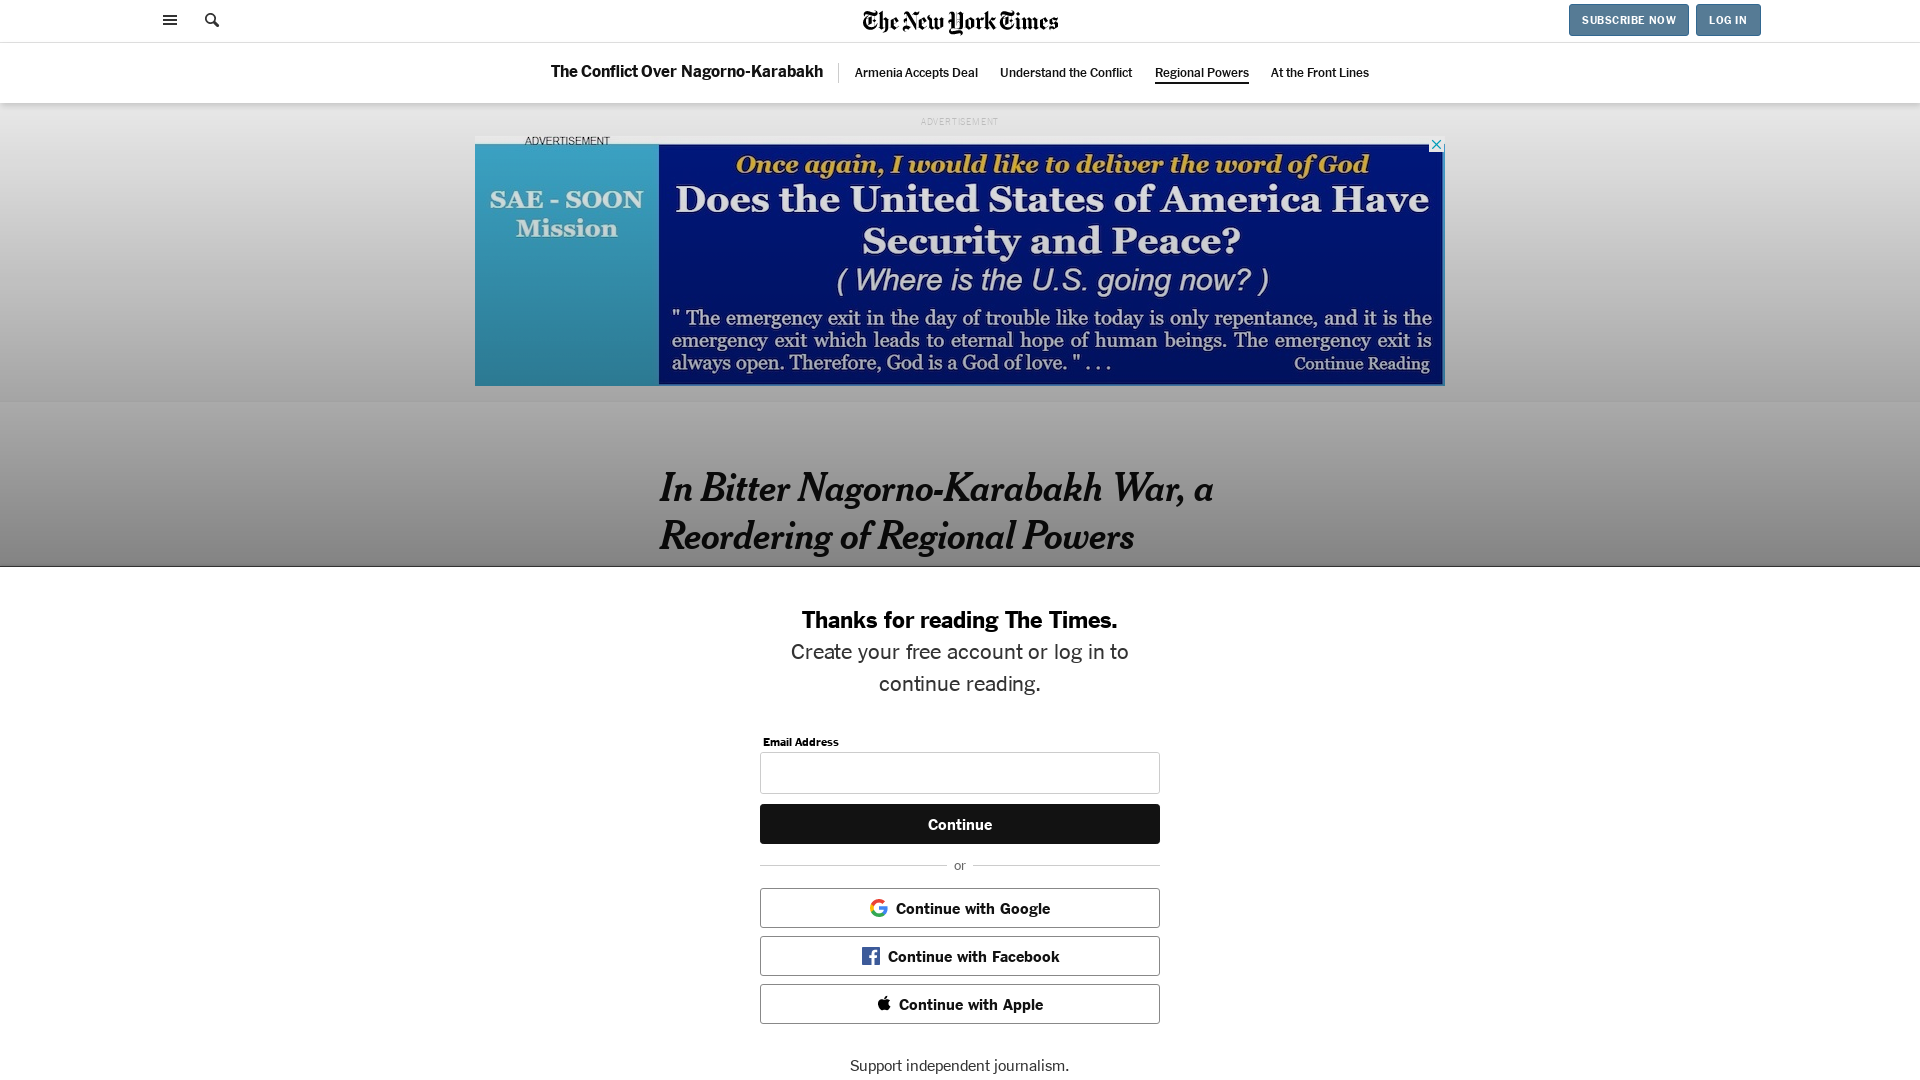 The New York Times
SUBSCRIBE NOW
LOG IN
The Conflict Over Nagorno-Karabakh
Armenia Accepts Deal
Understand the Conflict
Regional Powers
At the Front Lines
ADVERTISEMENT
ADVERTISEMENT
SAE - SOON
Mission
Once again, I would like to deliver the word of God
Does the United States of America Have
Security and Peace?
( Where is the U.S. going now? )
" The emergency exit in the day of trouble like today is only repentance, and it is the
emergency exit which leads to eternal hope of human beings. The emergency exit is
always open. Therefore, God is a God of love. " . . .
Continue Reading
In Bitter Nagorno-Karabakh War, a
Reordering of Regional Powers
Thanks for reading The Times.
Create your free account or log in to
continue reading.
Email Address
Continue
or
Continue with Google
Continue with Facebook
Continue with Apple
Support independent journalism.